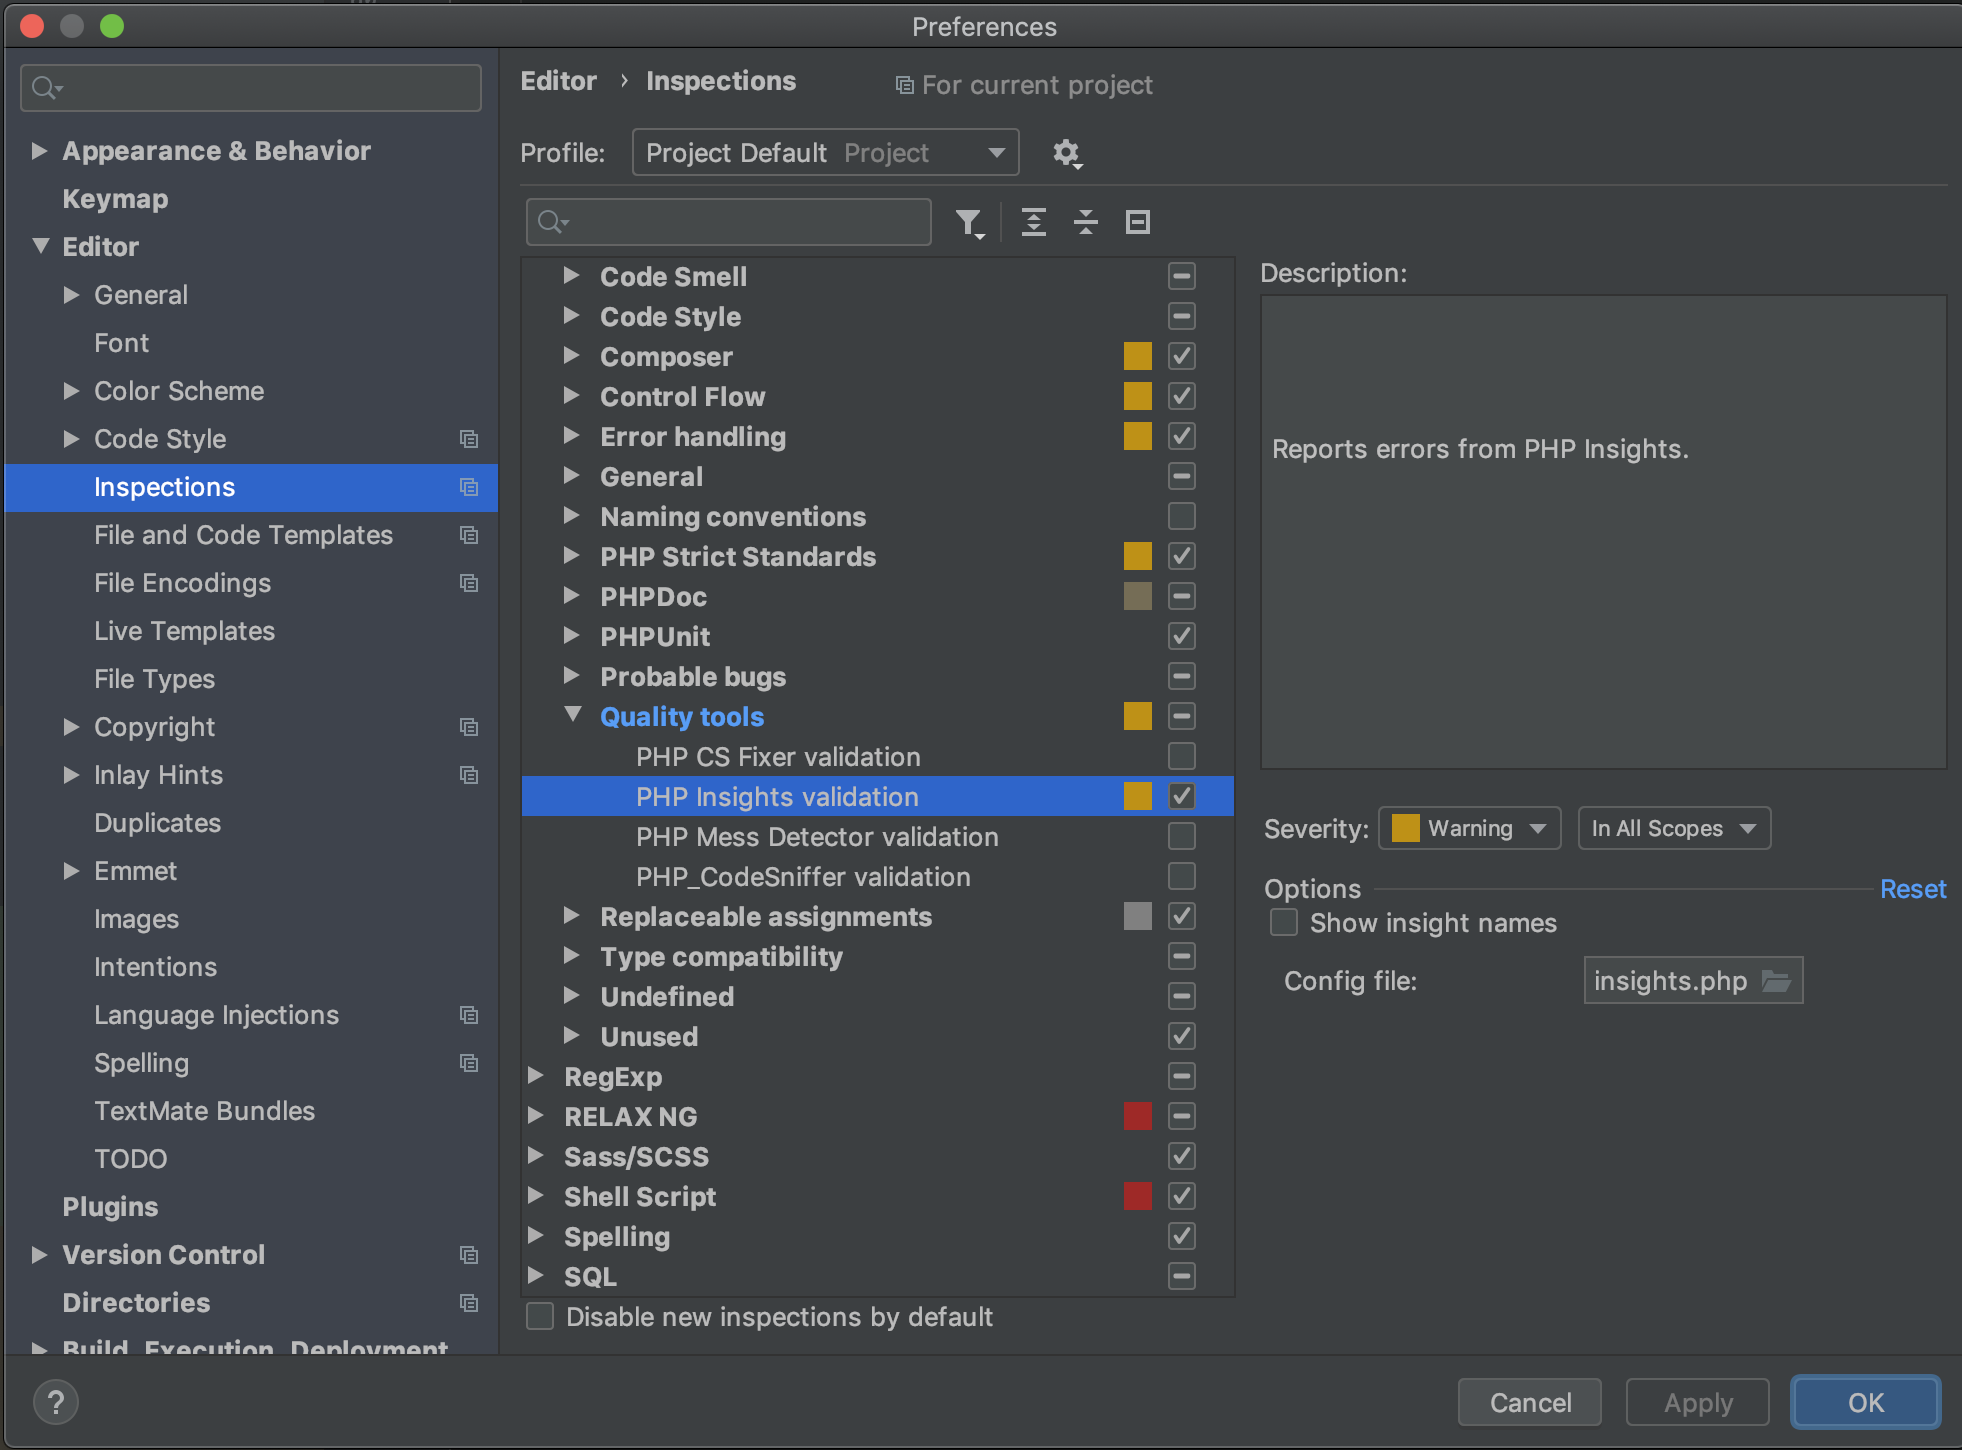 Preferences
Appearance & Behavior
Keymap
Editor
General
Font
Color Scheme
Code Style
Inspections
File and Code Templates
File Encodings
Live Templates
File Types
Copyright
Inlay Hints
Duplicates
Emmet
Images
Intentions
Language Injections
Spelling
TextMate Bundles
TODO
Plugins
Version Control
Directories
Build, Execution, Deployment
Editor › Inspections For current project
Profile: Project Default Project
Code Smell
Code Style
Composer
Control Flow
Error handling
General
Naming conventions
PHP Strict Standards
PHPDoc
PHPUnit
Probable bugs
Quality tools
PHP CS Fixer validation
PHP Insights validation
PHP Mess Detector validation
PHP_CodeSniffer validation
Replaceable assignments
Type compatibility
Undefined
Unused
RegExp
RELAX NG
Sass/SCSS
Shell Script
Spelling
SQL
Disable new inspections by default
Description:
Reports errors from PHP Insights.
Severity: Warning In All Scopes
Options Reset
Show insight names
Config file: insights.php
? Cancel Apply OK